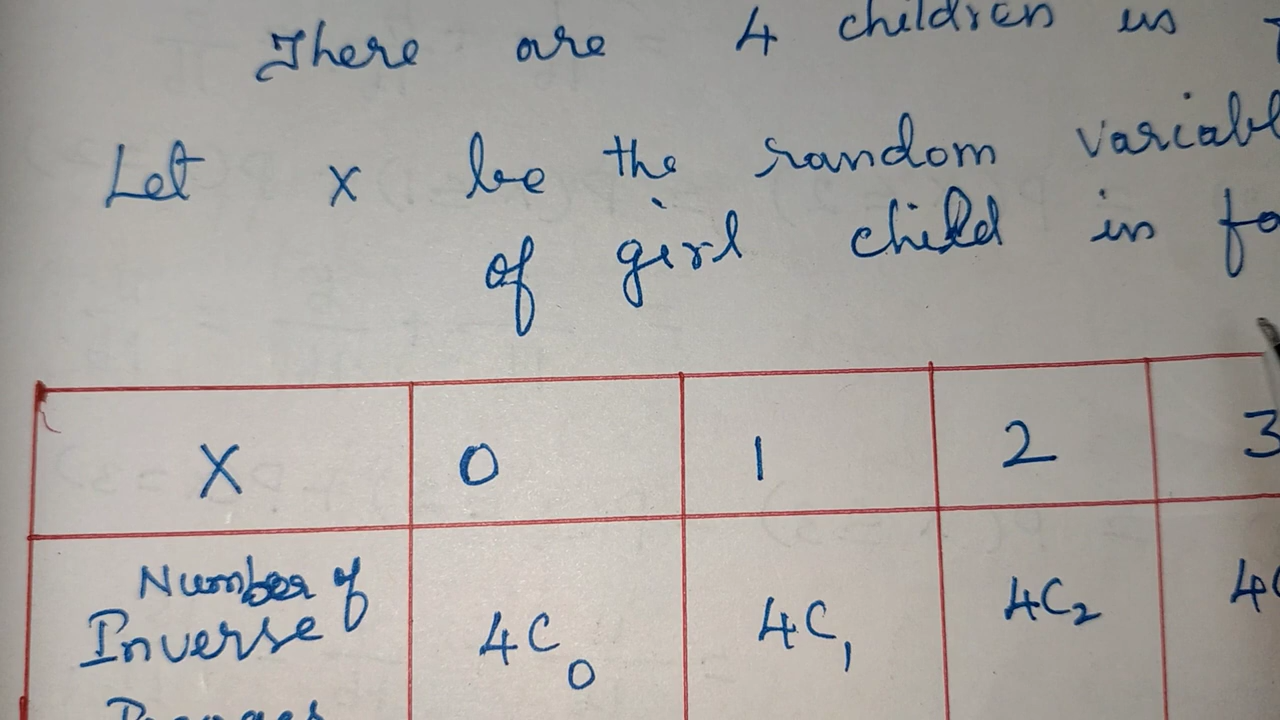 There are 4 children in
Let X be the random variabl
of girl child in fa
X 0 1 2 3
Number of
Inverse 4C0 4C1 4C2 4C